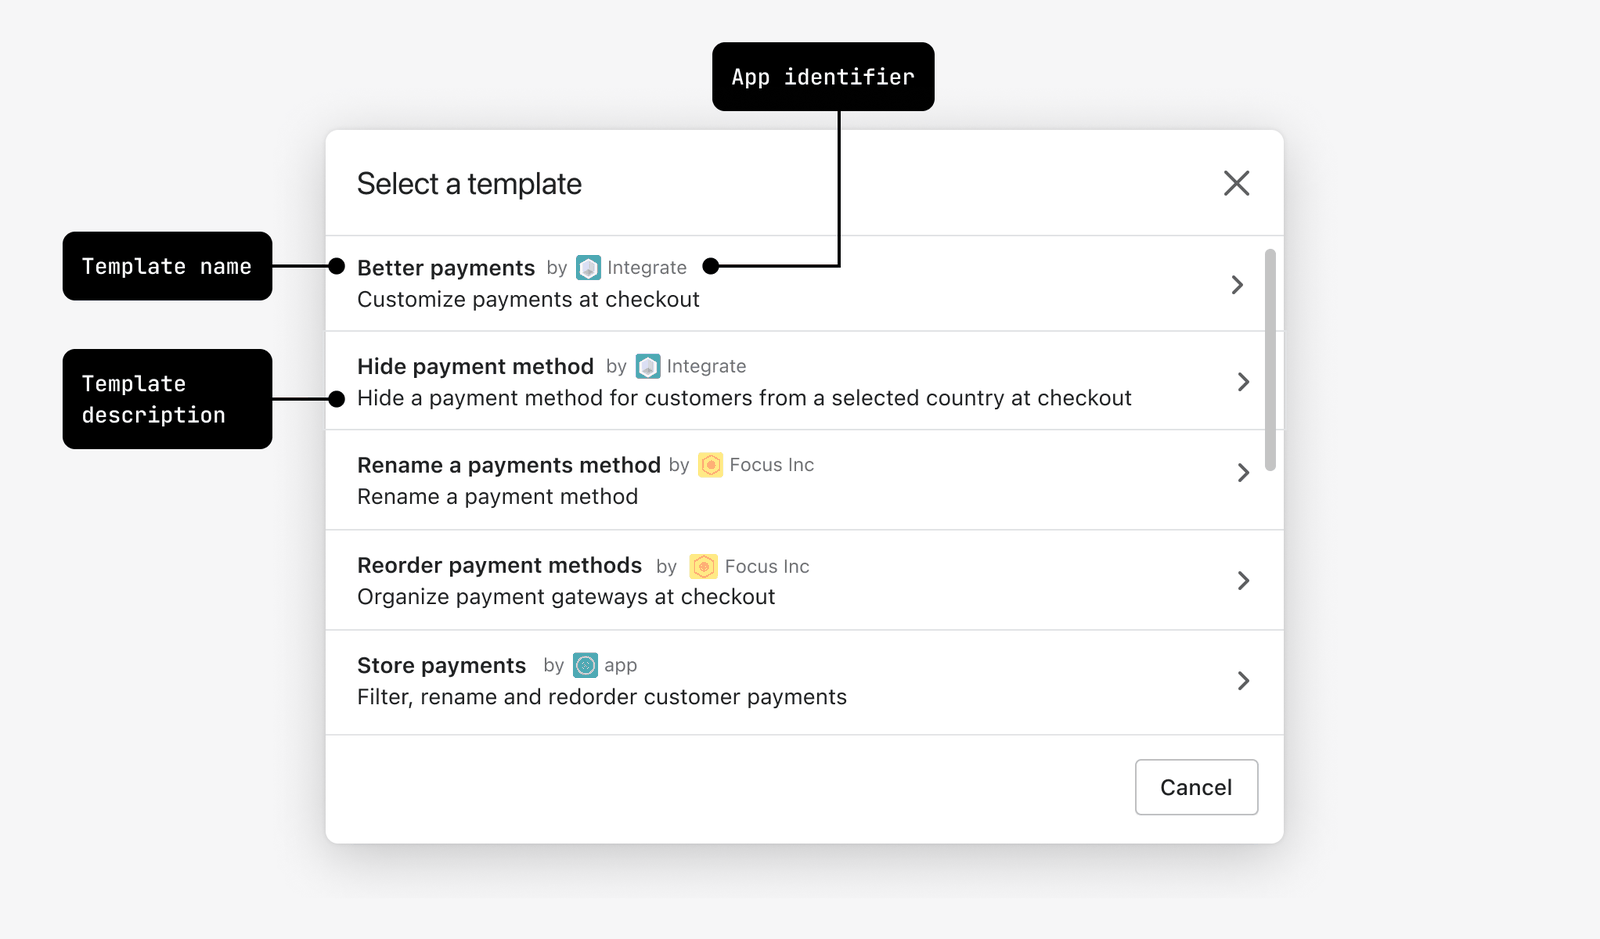 App identifier
Select a template
Template name
Better payments by Integrate
Customize payments at checkout
Hide payment method by Integrate
Template
description
Hide a payment method for customers from a selected country at checkout
Rename a payments method by Focus Inc
Rename a payment method
Reorder payment methods by Focus Inc
Organize payment gateways at checkout
Store payments by app
Filter, rename and redorder customer payments
Cancel